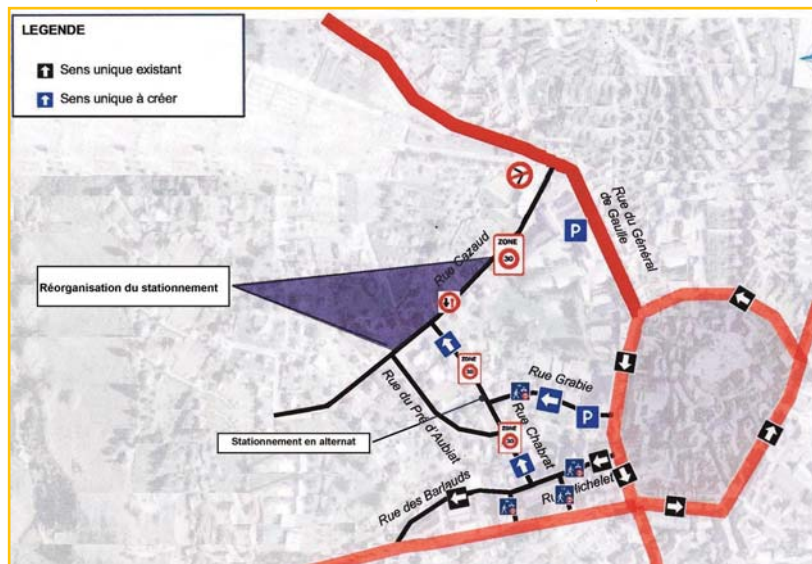 LEGENDE
Sens unique existant
Sens unique à créer
Rue du Général
de Gaulle
P
Rue Cazaud
ZONE
30
Réorganisation du stationnement
ZONE
30
Rue Grabie
P
Rue du Pré d'Aubiat
Stationnement en alternat
ZONE
30
Rue Chabrat
Rue des Barlauds